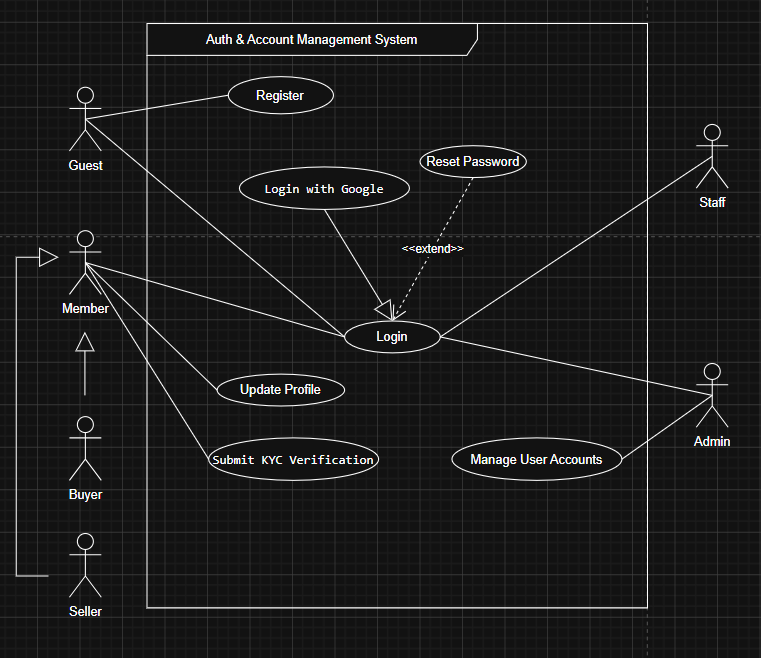 Auth & Account Management System
Register
Guest
Reset Password
Login with Google
Staff
<<extend>>
Member
Login
Update Profile
Admin
Submit KYC Verification
Manage User Accounts
Buyer
Seller